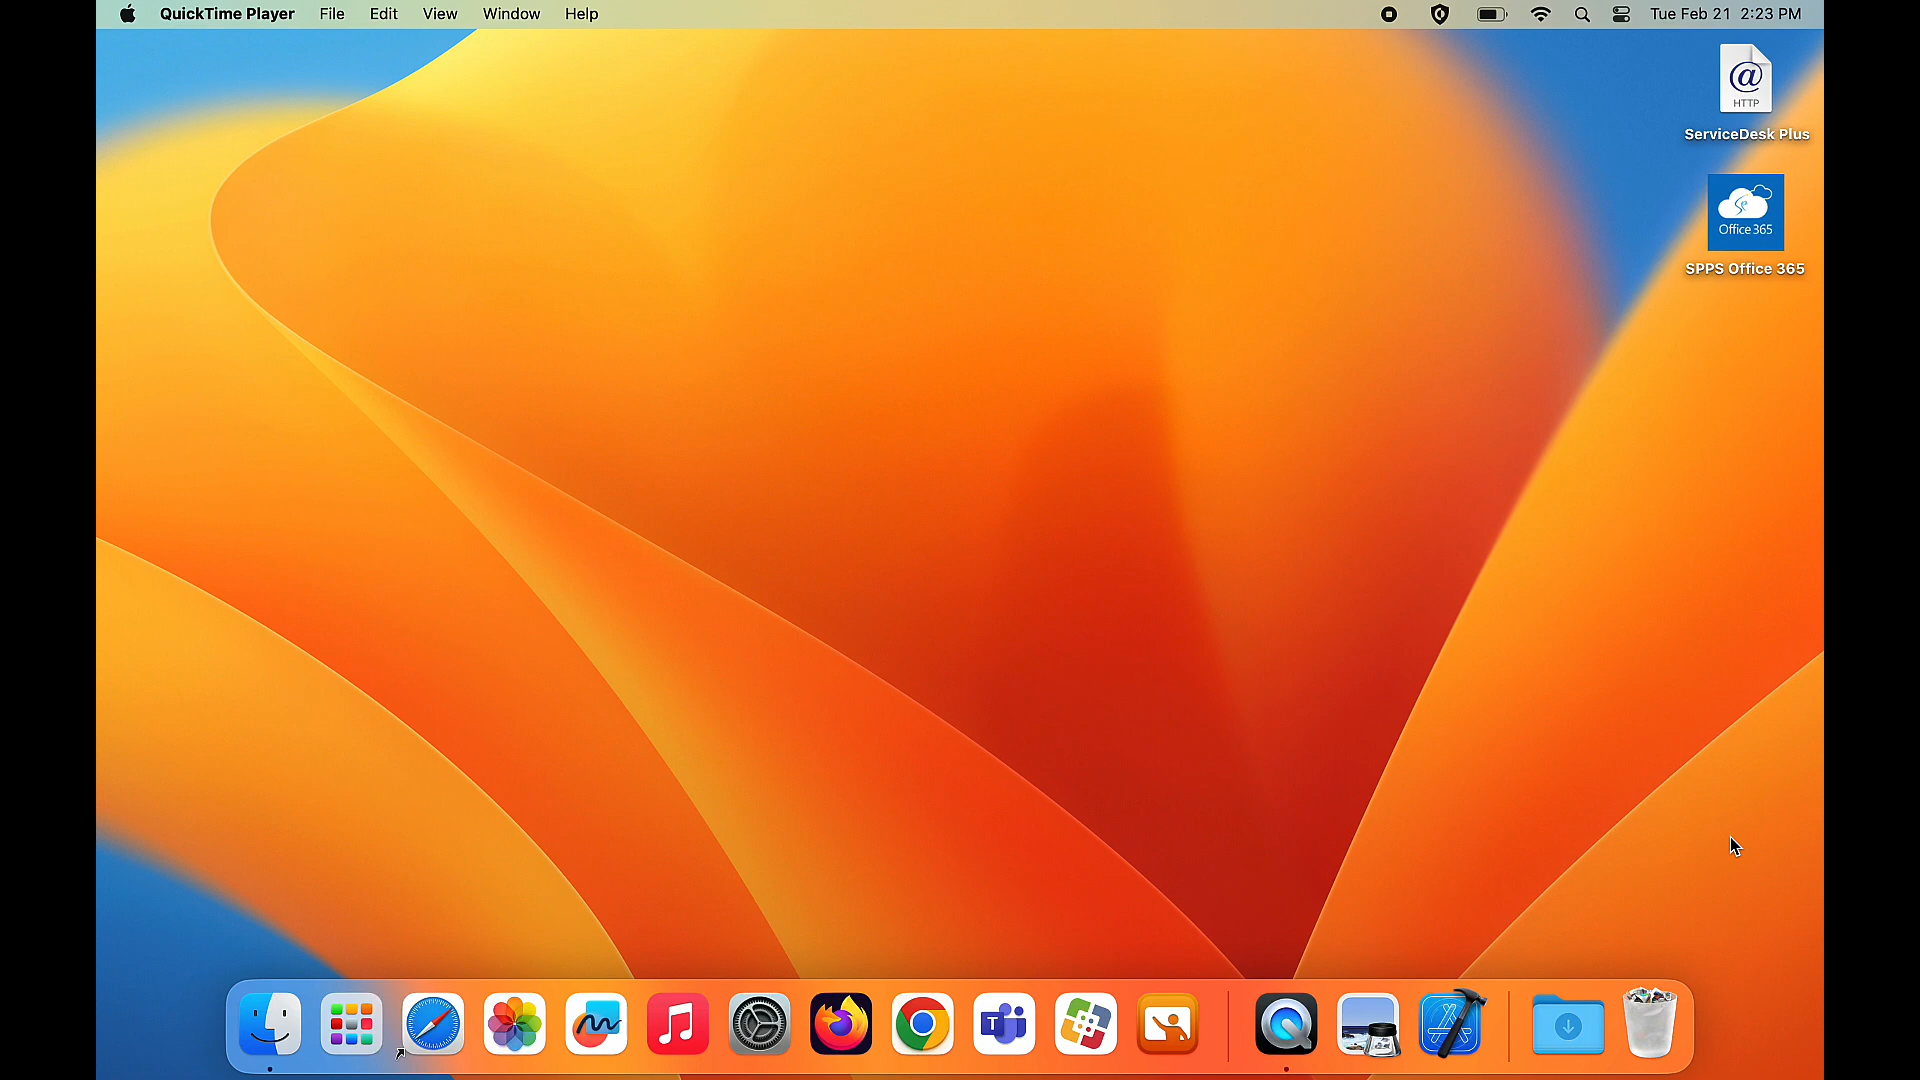 QuickTime Player File Edit View Window Help Tue Feb 21 2:23 PM
@
HTTP
ServiceDesk Plus
Office 365
SPPS Office 365
T